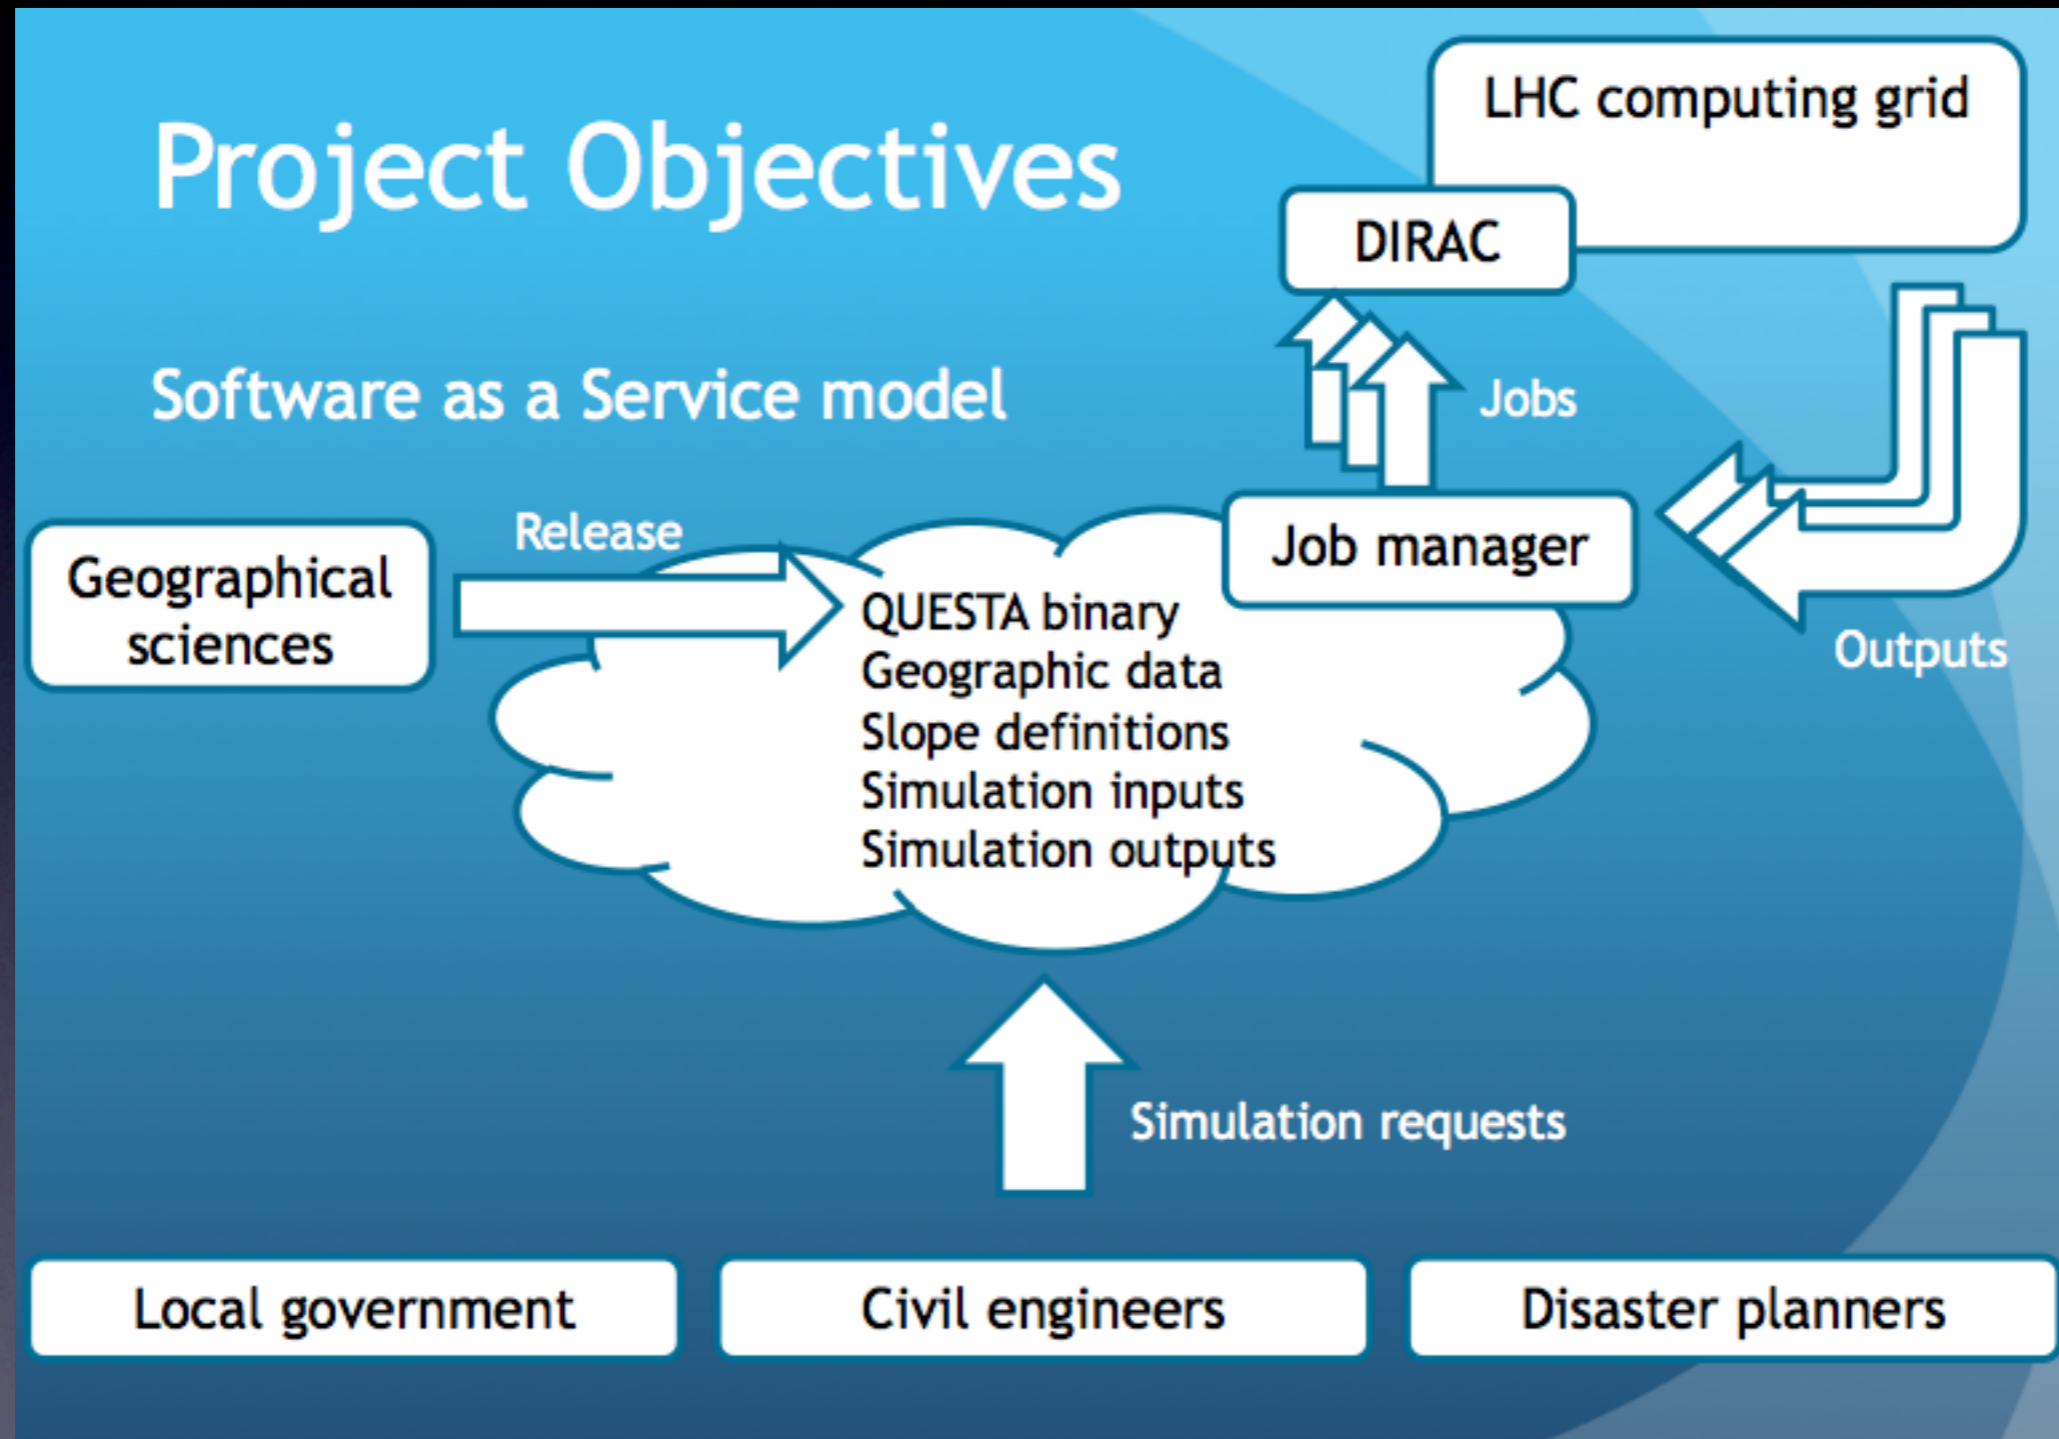 Project Objectives
LHC computing grid
DIRAC
Software as a Service model
Jobs
Release
Geographical
sciences
Job manager
QUESTA binary
Geographic data
Slope definitions
Simulation inputs
Simulation outputs
Outputs
Simulation requests
Local government
Civil engineers
Disaster planners